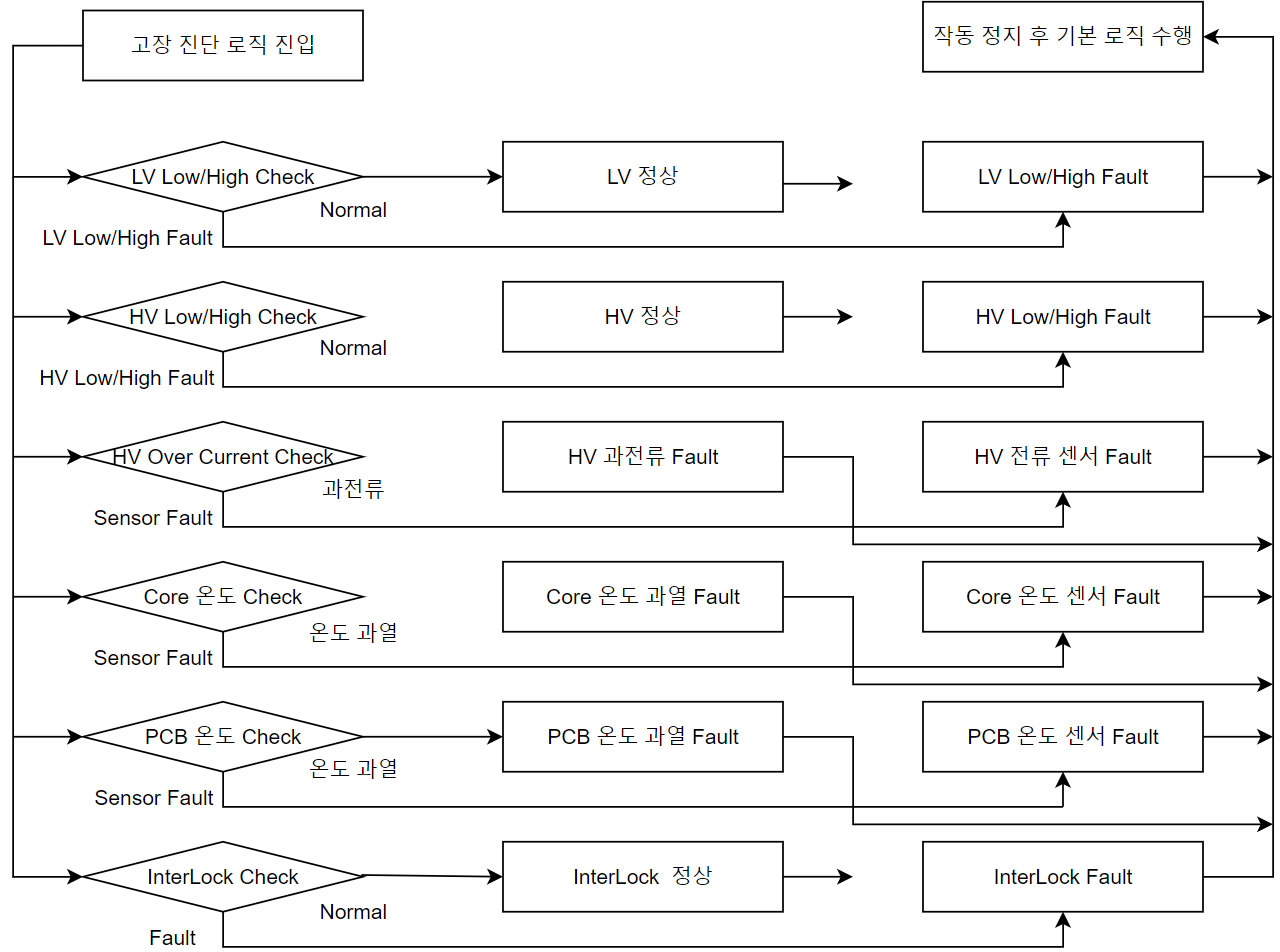 고장 진단 로직 진입
작동 정지 후 기본 로직 수행
LV Low/High Check
LV 정상
LV Low/High Fault
Normal
LV Low/High Fault
HV Low/High Check
HV 정상
HV Low/High Fault
Normal
HV Low/High Fault
HV Over Current Check
HV 과전류 Fault
HV 전류 센서 Fault
과전류
Sensor Fault
Core 온도 Check
Core 온도 과열 Fault
Core 온도 센서 Fault
온도 과열
Sensor Fault
PCB 온도 Check
PCB 온도 과열 Fault
PCB 온도 센서 Fault
온도 과열
Sensor Fault
InterLock Check
InterLock 정상
InterLock Fault
Normal
Fault